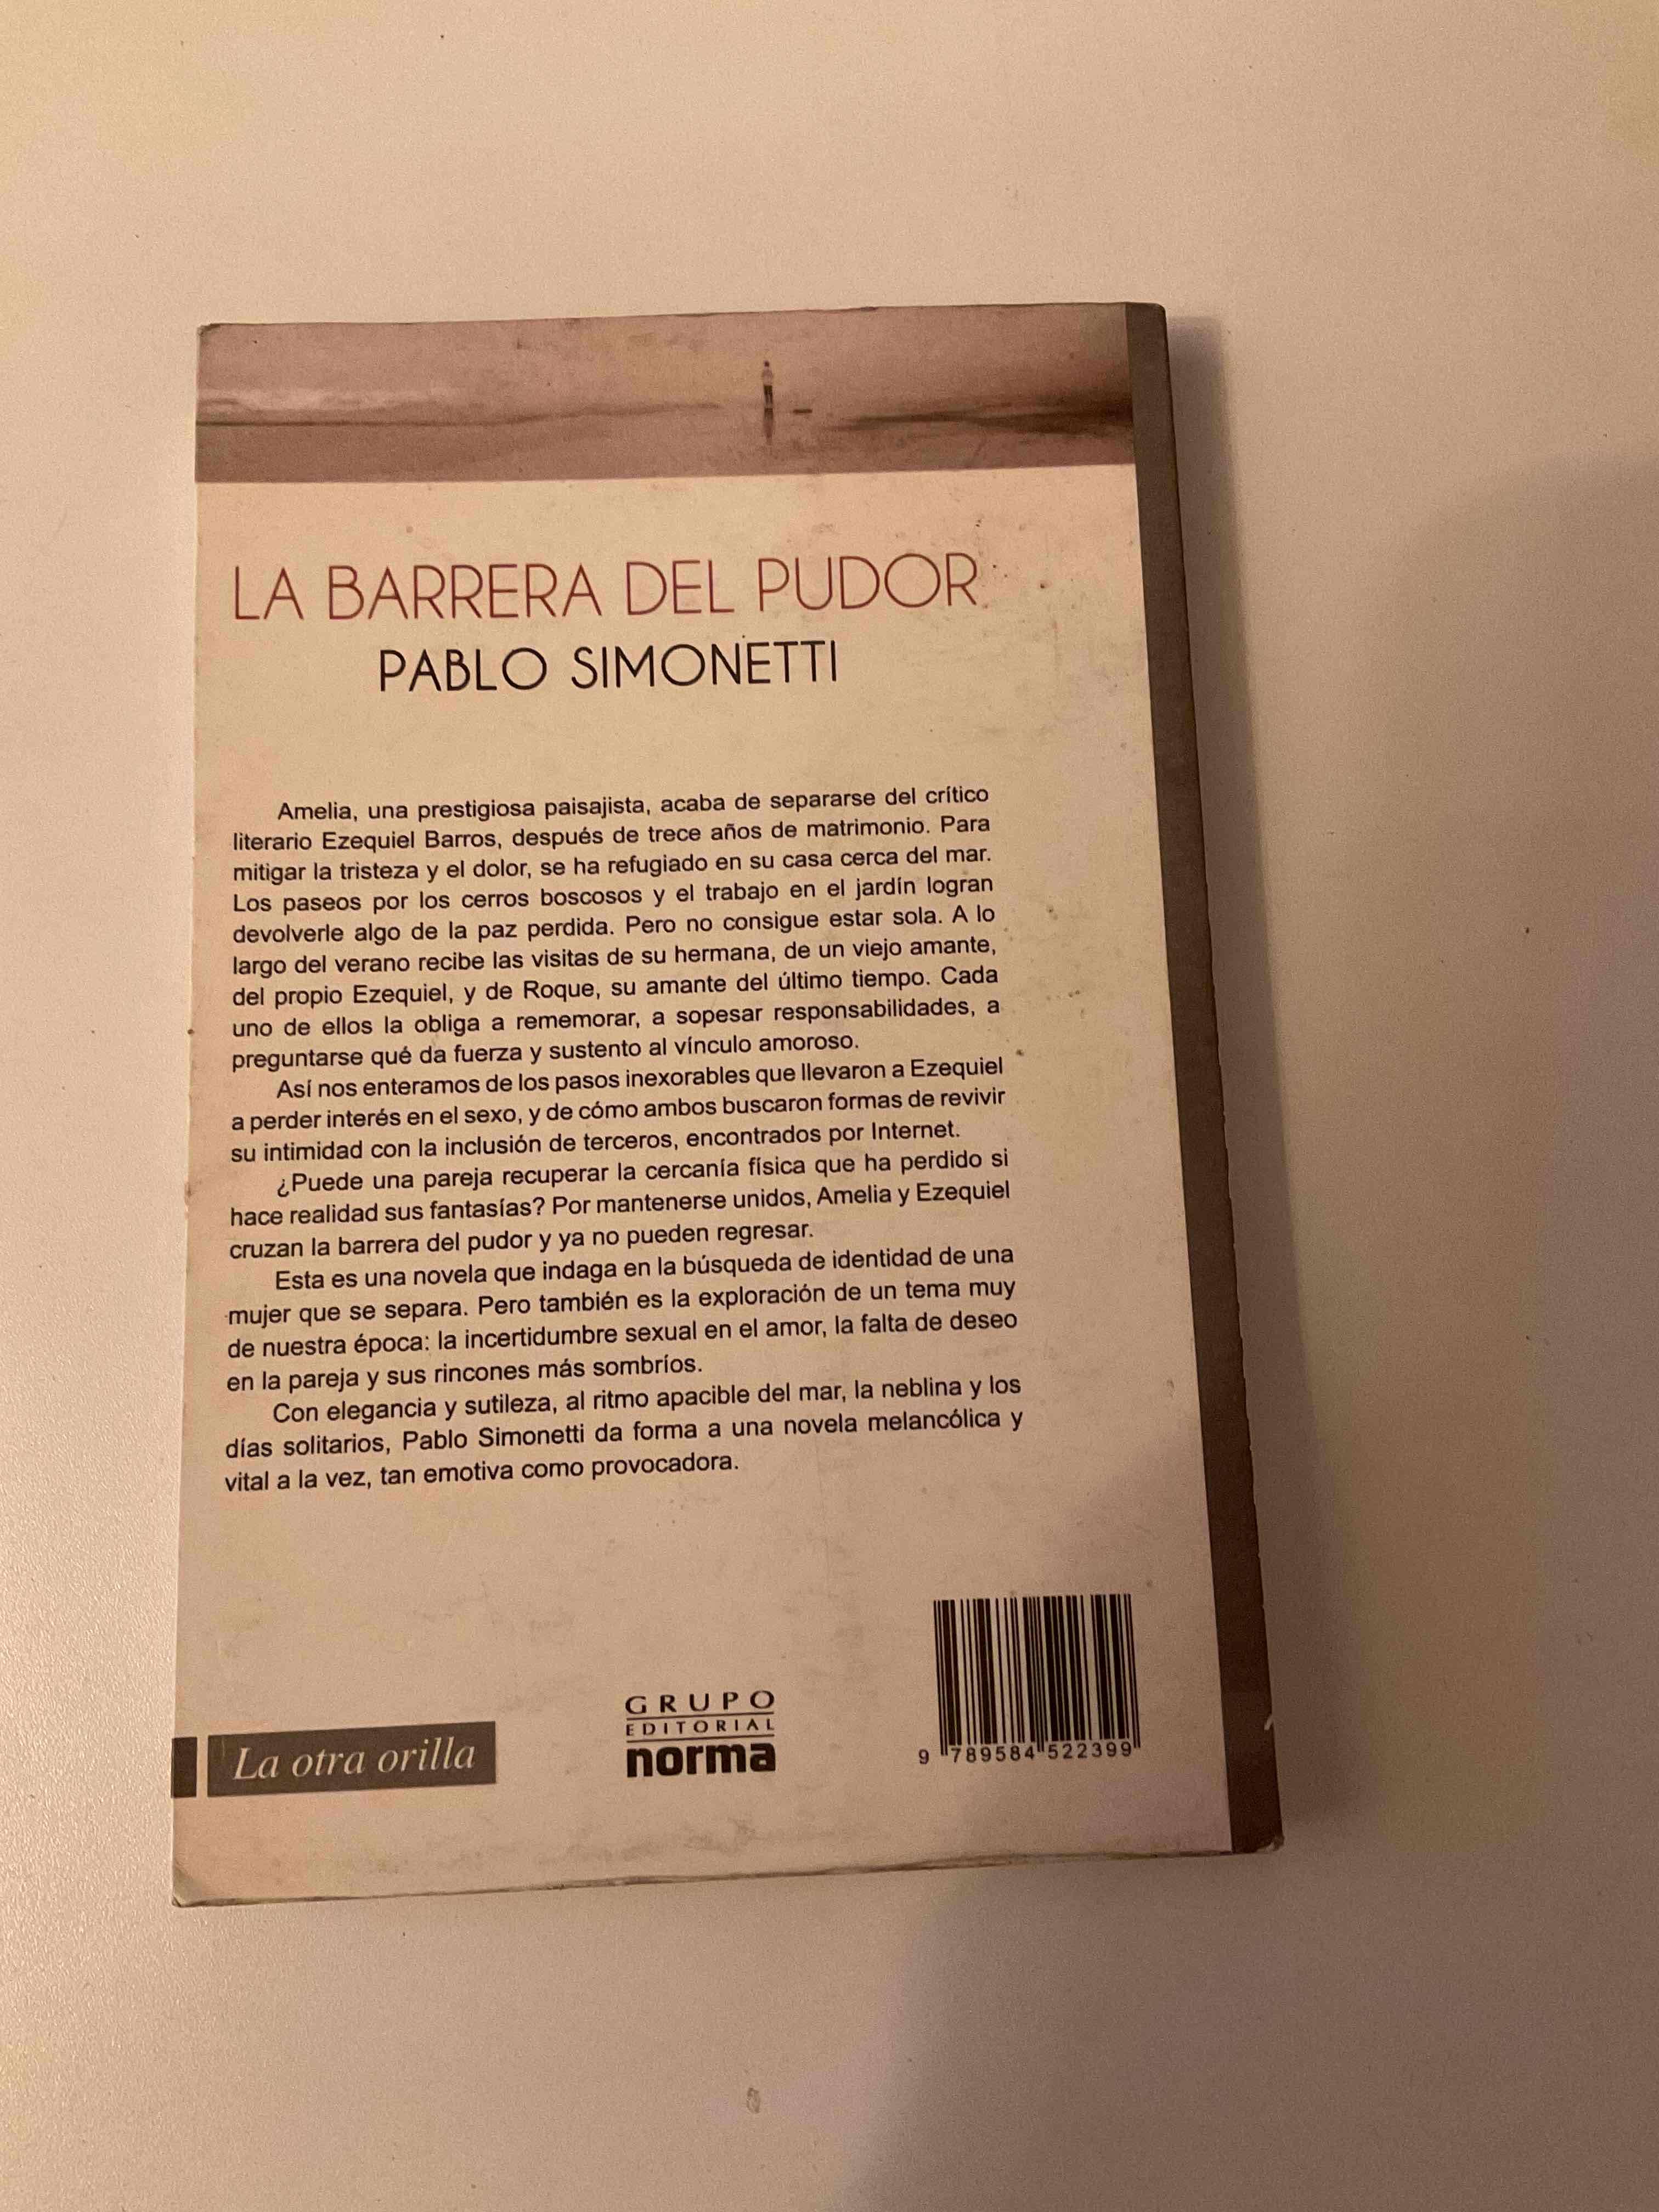 LA BARRERA DEL PUDOR
PABLO SIMONETTI
Amelia, una prestigiosa paisajista, acaba de separarse del crítico
literario Ezequiel Barros, después de trece años de matrimonio. Para
mitigar la tristeza y el dolor, se ha refugiado en su casa cerca del mar.
Los paseos por los cerros boscosos y el trabajo en el jardín logran
devolverle algo de la paz perdida. Pero no consigue estar sola. A lo
largo del verano recibe las visitas de su hermana, de un viejo amante,
del propio Ezequiel, y de Roque, su amante del último tiempo. Cada
uno de ellos la obliga a rememorar, a sopesar responsabilidades, a
preguntarse qué da fuerza y sustento al vínculo amoroso.
Así nos enteramos de los pasos inexorables que llevaron a Ezequiel
a perder interés en el sexo, y de cómo ambos buscaron formas de revivir
su intimidad con la inclusión de terceros, encontrados por Internet.
¿Puede una pareja recuperar la cercanía física que ha perdido si
hace realidad sus fantasías? Por mantenerse unidos, Amelia y Ezequiel
cruzan la barrera del pudor y ya no pueden regresar.
Esta es una novela que indaga en la búsqueda de identidad de una
mujer que se separa. Pero también es la exploración de un tema muy
de nuestra época: la incertidumbre sexual en el amor, la falta de deseo
en la pareja y sus rincones más sombríos.
Con elegancia y sutileza, al ritmo apacible del mar, la neblina y los
días solitarios, Pablo Simonetti da forma a una novela melancólica y
vital a la vez, tan emotiva como provocadora.
La otra orilla
GRUPO
EDITORIAL
norma
9 789584 522399